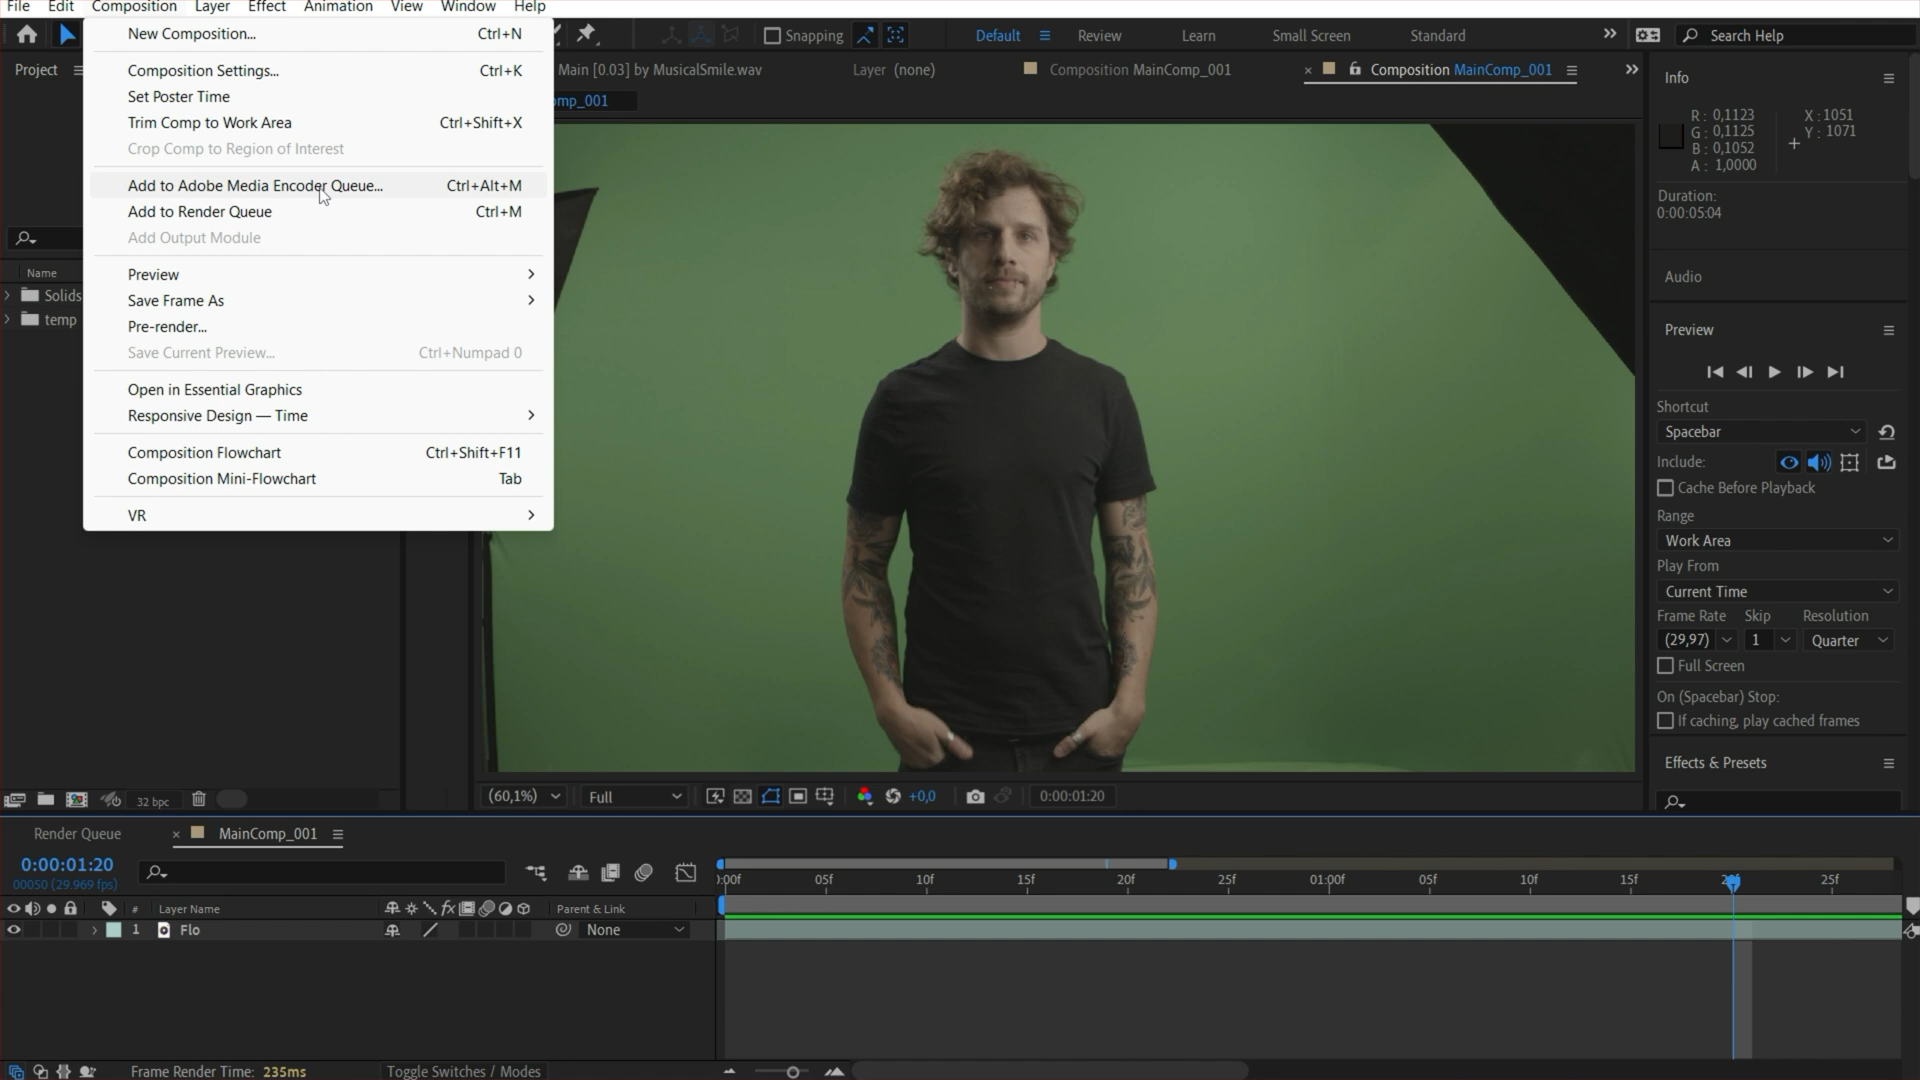 File Edit Composition Layer Effect Animation View Window Help
Snapping Default Review Learn Small Screen Standard Search Help
Project
Main [0.03] by MusicalSmile.wav Layer (none) Composition MainComp_001 × Composition MainComp_001
omp_001
New Composition... Ctrl+N
Composition Settings... Ctrl+K
Set Poster Time
Trim Comp to Work Area Ctrl+Shift+X
Crop Comp to Region of Interest
Add to Adobe Media Encoder Queue... Ctrl+Alt+M
Add to Render Queue Ctrl+M
Add Output Module
Preview
Save Frame As
Pre-render...
Save Current Preview... Ctrl+Numpad 0
Open in Essential Graphics
Responsive Design — Time
Composition Flowchart Ctrl+Shift+F11
Composition Mini-Flowchart Tab
VR
Name
Solids
temp
32 bpc
(60,1%) Full +0,0 0:00:01:20
Info
R: 0,1123 X:1051
G: 0,1125 Y: 1071
B: 0,1052
A: 1,0000
Duration:
0:00:05:04
Audio
Preview
Shortcut
Spacebar
Include:
Cache Before Playback
Range
Work Area
Play From
Current Time
Frame Rate Skip Resolution
(29,97) 1 Quarter
Full Screen
On (Spacebar) Stop:
If caching, play cached frames
Effects & Presets
Render Queue × MainComp_001
0:00:01:20
00050 (29.969 fps)
:00f 05f 10f 15f 20f 25f 01:00f 05f 10f 15f 25f
# Layer Name fx Parent & Link
1 Flo None
Frame Render Time: 235ms Toggle Switches / Modes